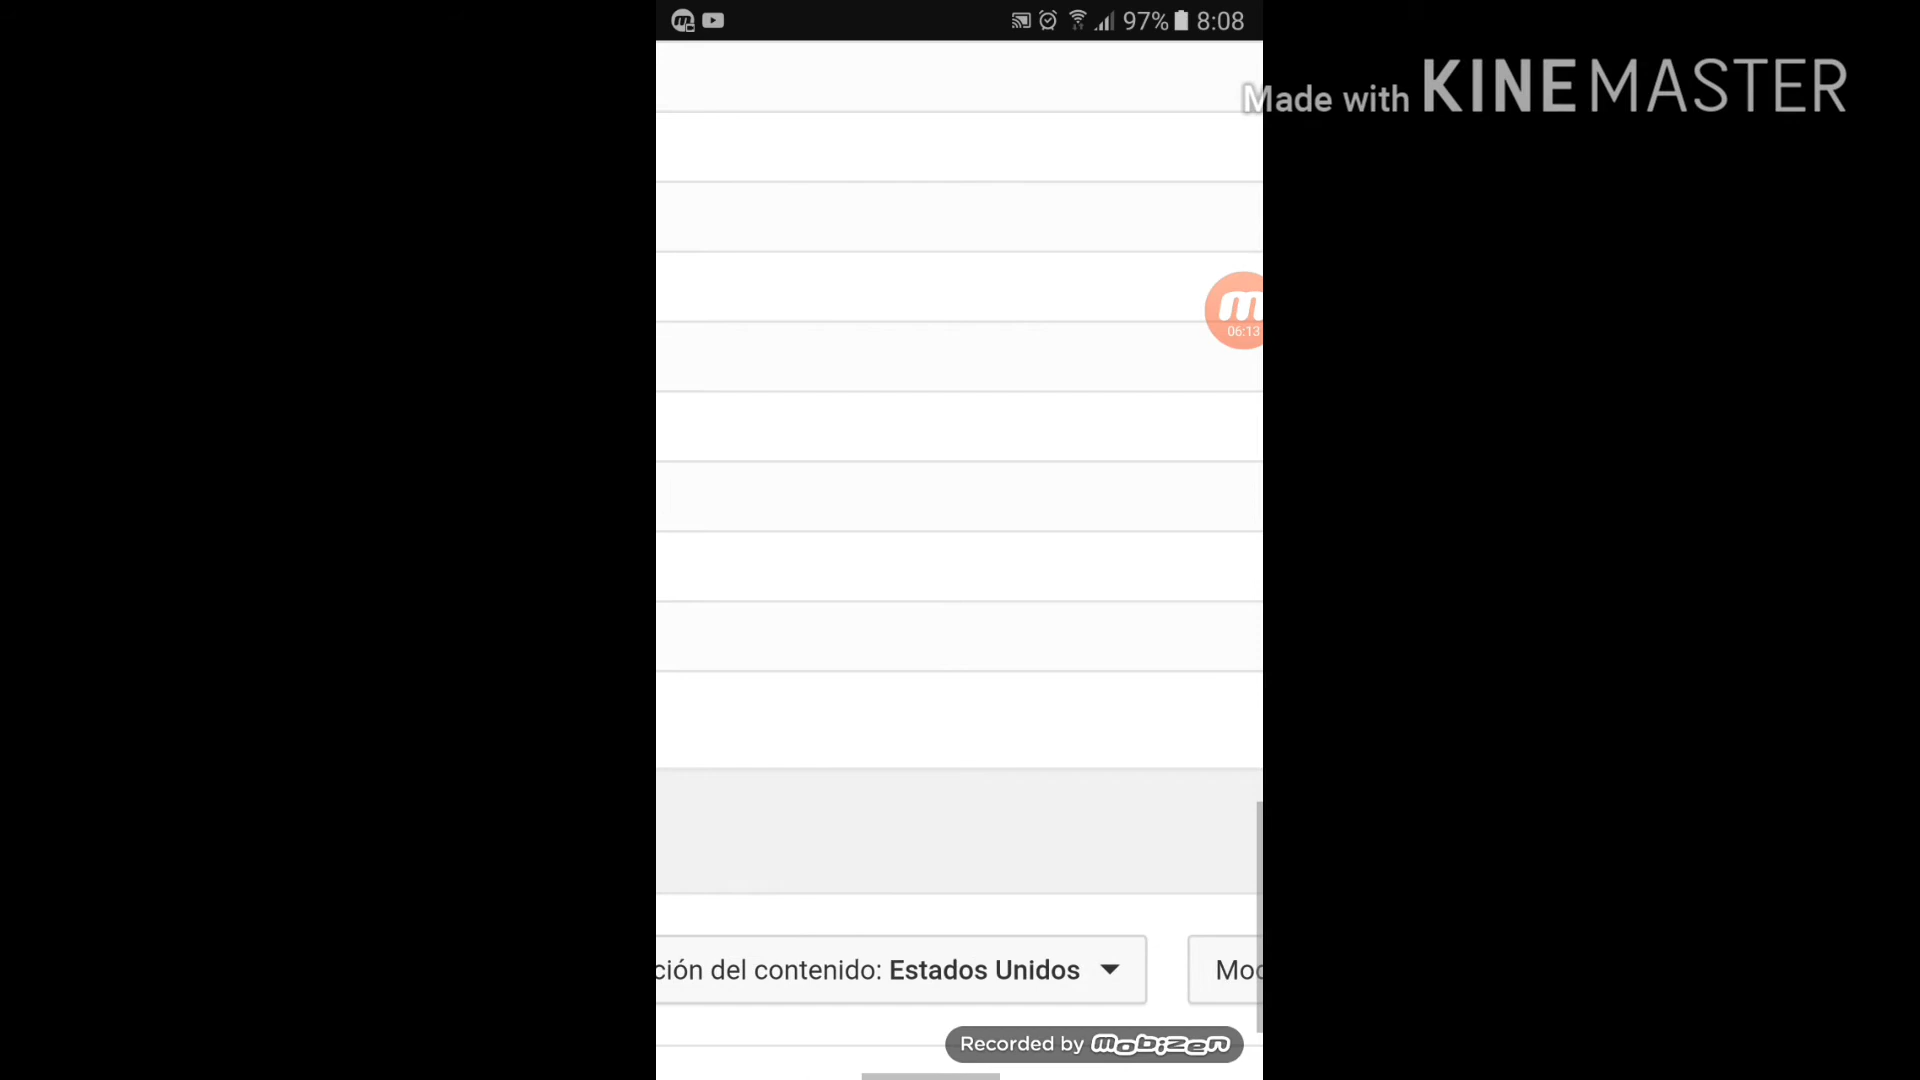 97% 8:08
Made with KINEMASTER
06:13
ción del contenido: Estados Unidos
Recorded by mobizen